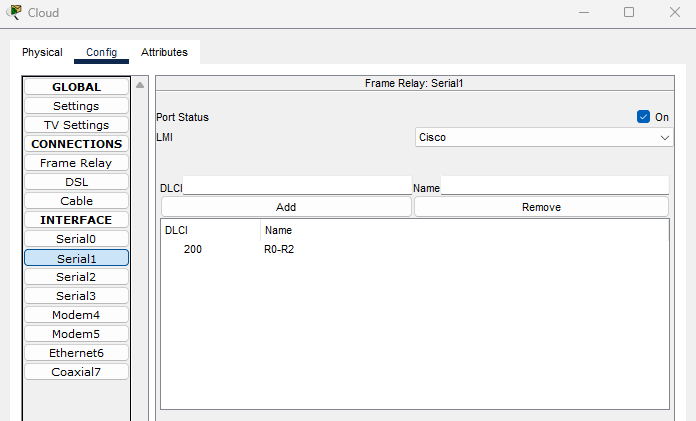 Cloud
Physical Config Attributes
GLOBAL
Settings
TV Settings
CONNECTIONS
Frame Relay
DSL
Cable
INTERFACE
Serial0
Serial1
Serial2
Serial3
Modem4
Modem5
Ethernet6
Coaxial7
Frame Relay: Serial1
Port Status On
LMI Cisco
DLCI Name
Add Remove
DLCI Name
200 R0-R2